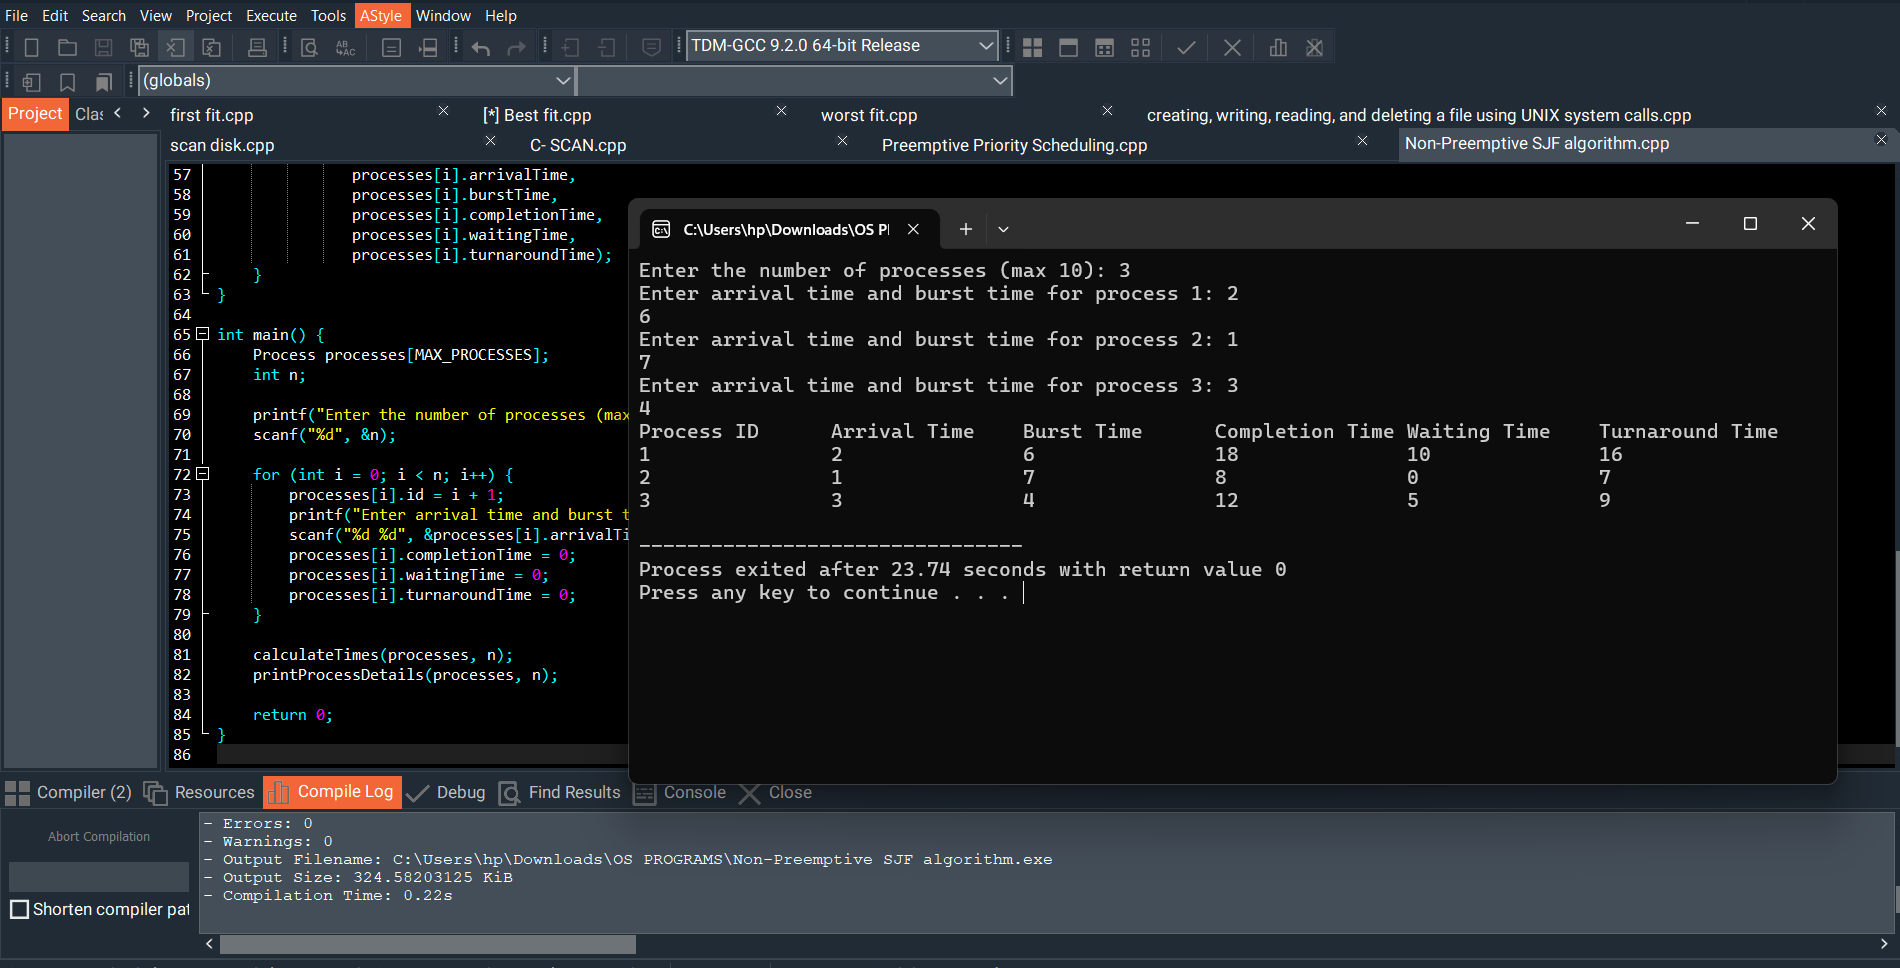 File Edit Search View Project Execute Tools AStyle Window Help
TDM-GCC 9.2.0 64-bit Release
(globals)
Project Clas
first fit.cpp [*] Best fit.cpp worst fit.cpp creating, writing, reading, and deleting a file using UNIX system calls.cpp
scan disk.cpp C- SCAN.cpp Preemptive Priority Scheduling.cpp Non-Preemptive SJF algorithm.cpp
57 processes[i].arrivalTime,
58 processes[i].burstTime,
59 processes[i].completionTime,
60 processes[i].waitingTime,
61 processes[i].turnaroundTime);
62 }
63 }
64
65 int main() {
66 Process processes[MAX_PROCESSES];
67 int n;
68
69 printf("Enter the number of processes (max
70 scanf("%d", &n);
71
72 for (int i = 0; i < n; i++) {
73 processes[i].id = i + 1;
74 printf("Enter arrival time and burst t
75 scanf("%d %d", &processes[i].arrivalTi
76 processes[i].completionTime = 0;
77 processes[i].waitingTime = 0;
78 processes[i].turnaroundTime = 0;
79 }
80
81 calculateTimes(processes, n);
82 printProcessDetails(processes, n);
83
84 return 0;
85 }
86
C:\Users\hp\Downloads\OS P
Enter the number of processes (max 10): 3
Enter arrival time and burst time for process 1: 2
6
Enter arrival time and burst time for process 2: 1
7
Enter arrival time and burst time for process 3: 3
4
Process ID Arrival Time Burst Time Completion Time Waiting Time Turnaround Time
1 2 6 18 10 16
2 1 7 8 0 7
3 3 4 12 5 9
--------------------------------
Process exited after 23.74 seconds with return value 0
Press any key to continue . . .
Compiler (2) Resources Compile Log Debug Find Results Console Close
Abort Compilation
Shorten compiler pat
- Errors: 0
- Warnings: 0
- Output Filename: C:\Users\hp\Downloads\OS PROGRAMS\Non-Preemptive SJF algorithm.exe
- Output Size: 324.58203125 KiB
- Compilation Time: 0.22s